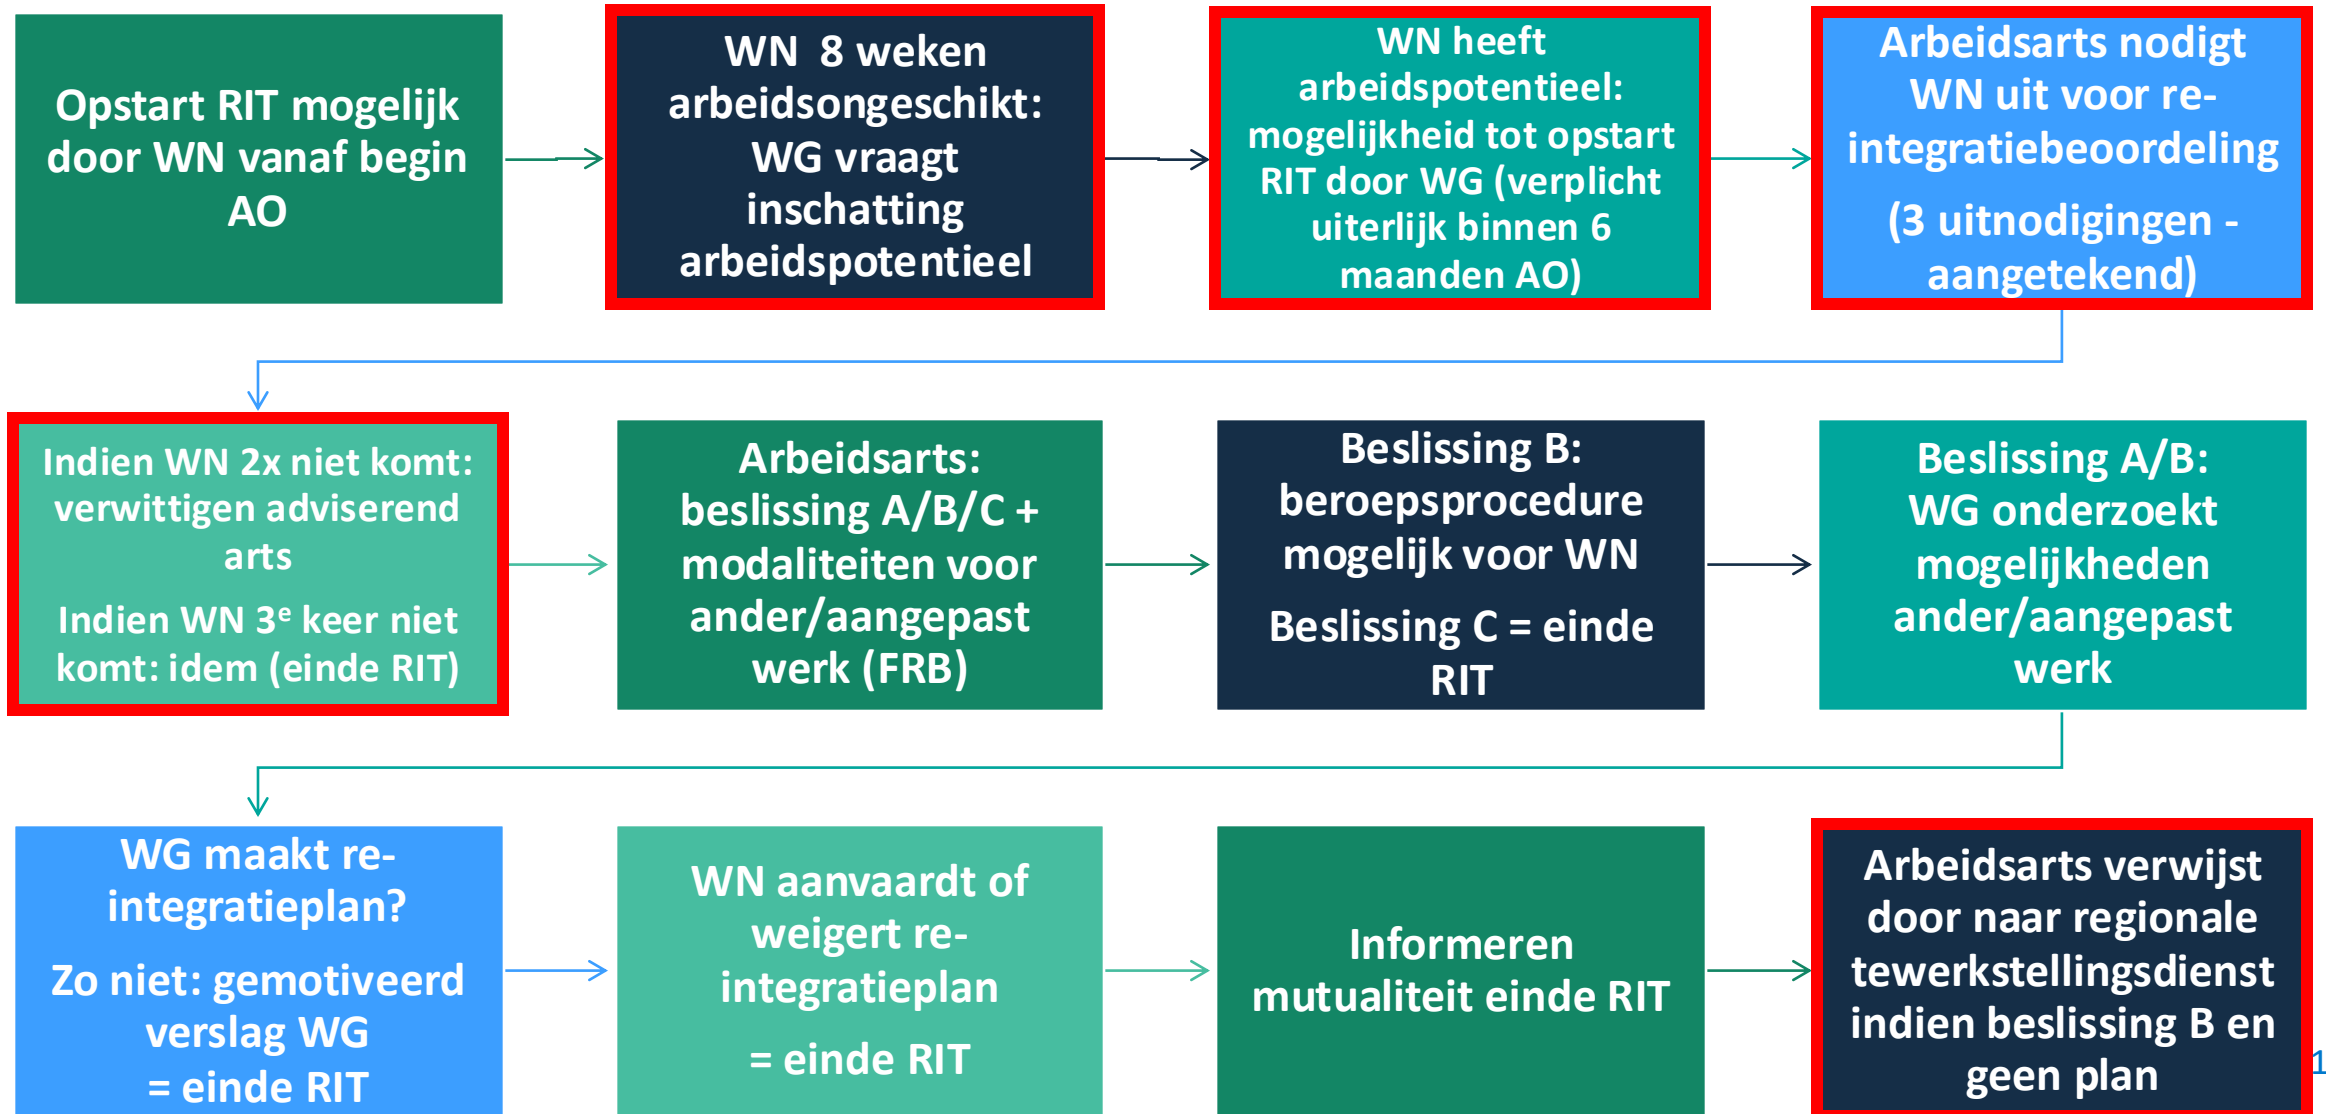 Opstart RIT mogelijk
door WN vanaf begin
AO
WN 8 weken
arbeidsongeschikt:
WG vraagt
inschatting
arbeidspotentieel
WN heeft
arbeidspotentieel:
mogelijkheid tot opstart
RIT door WG (verplicht
uiterlijk binnen 6
maanden AO)
Arbeidsarts nodigt
WN uit voor re-
integratiebeoordeling
(3 uitnodigingen -
aangetekend)
Indien WN 2x niet komt:
verwittigen adviserend
arts
Indien WN 3e keer niet
komt: idem (einde RIT)
Arbeidsarts:
beslissing A/B/C +
modaliteiten voor
ander/aangepast
werk (FRB)
Beslissing B:
beroepsprocedure
mogelijk voor WN
Beslissing C = einde
RIT
Beslissing A/B:
WG onderzoekt
mogelijkheden
ander/aangepast
werk
WG maakt re-
integratieplan?
Zo niet: gemotiveerd
verslag WG
= einde RIT
WN aanvaardt of
weigert re-
integratieplan
= einde RIT
Informeren
mutualiteit einde RIT
Arbeidsarts verwijst
door naar regionale
tewerkstellingsdienst
indien beslissing B en
geen plan
1